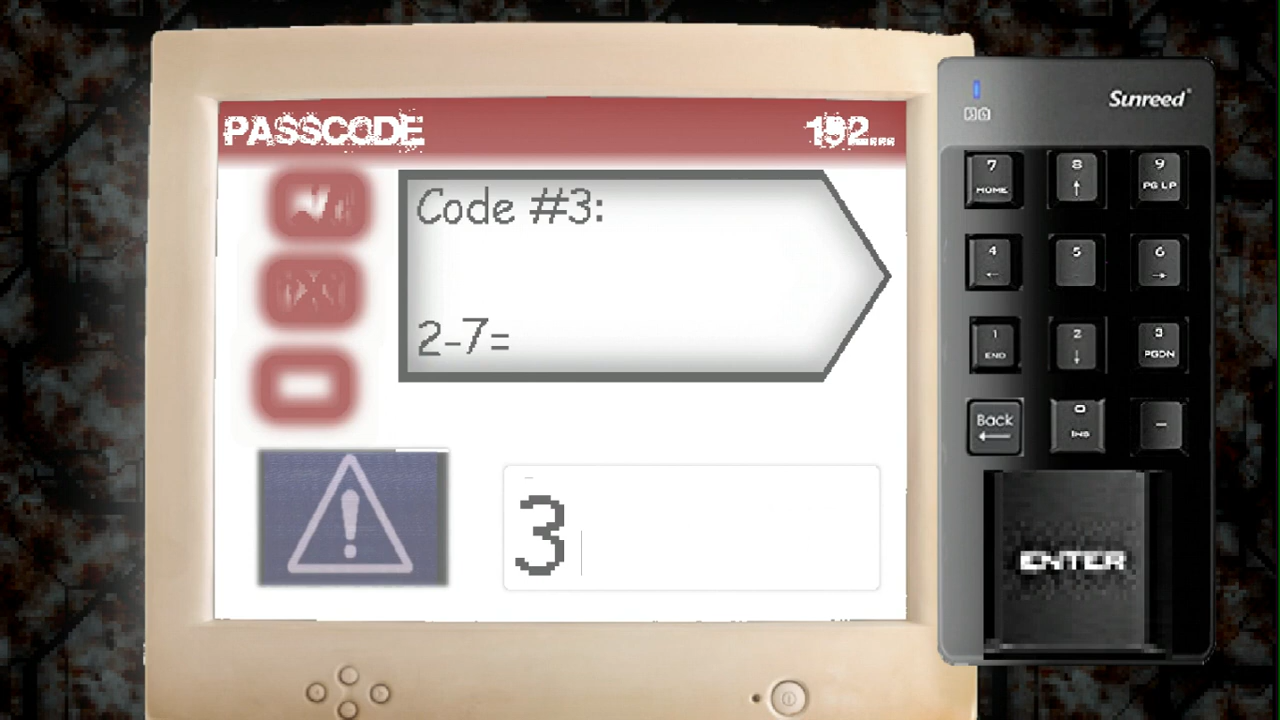 PASSCODE
192....
Code #3:
2-7=
3
Sunreed
7 HOME
8 ↑
9 PG LP
4 ←
5
6 →
1 END
2 ↓
3 PGDN
Back ←
0 INS
-
ENTER